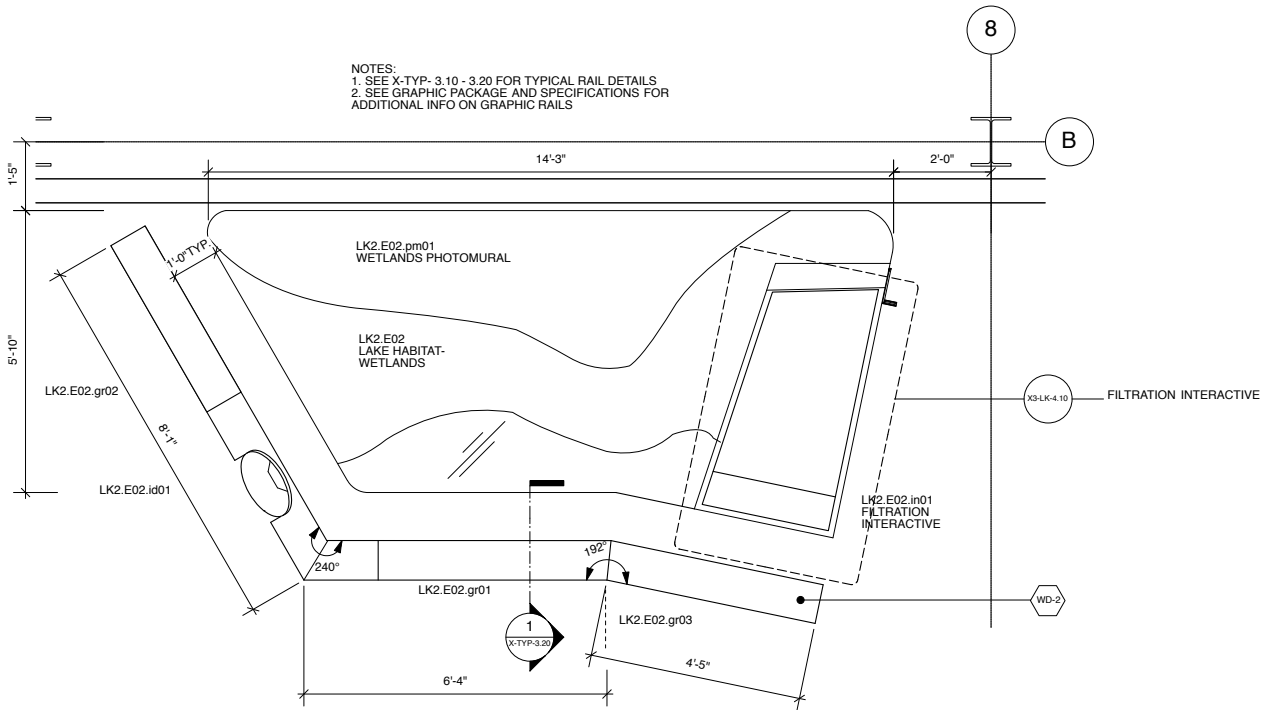 8
NOTES:
1. SEE X-TYP- 3.10 - 3.20 FOR TYPICAL RAIL DETAILS
2. SEE GRAPHIC PACKAGE AND SPECIFICATIONS FOR
ADDITIONAL INFO ON GRAPHIC RAILS
B
1'-5"
14'-3"
2'-0"
1'-0" TYP.
LK2.E02.pm01
WETLANDS PHOTOMURAL
5'-10"
LK2.E02
LAKE HABITAT-
WETLANDS
LK2.E02.gr02
8'-1"
X3-LK-4.10
FILTRATION INTERACTIVE
LK2.E02.id01
LK2.E02.in01
FILTRATION
INTERACTIVE
240°
192°
LK2.E02.gr01
WD-2
LK2.E02.gr03
1
X-TYP-3.20
4'-5"
6'-4"